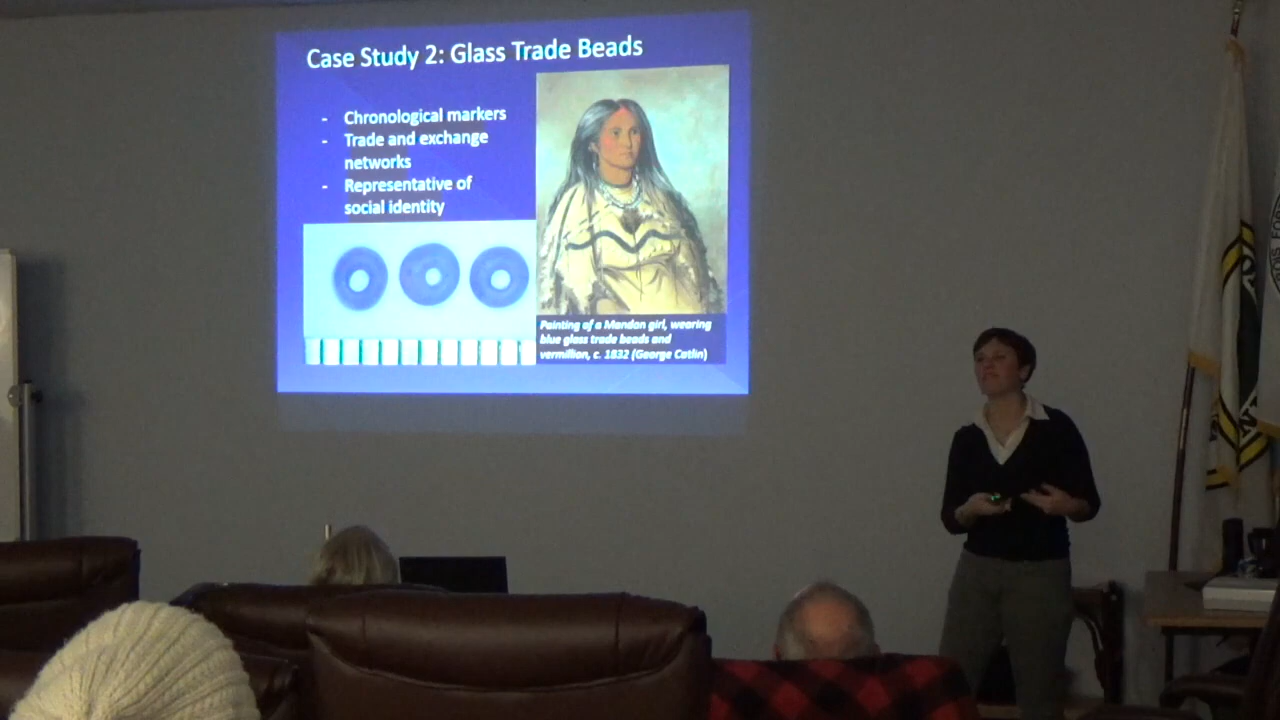 Case Study 2: Glass Trade Beads
- Chronological markers
- Trade and exchange
networks
- Representative of
social identity
Painting of a Mandan girl, wearing
blue glass trade beads and
vermillion, c. 1832 (George Catlin)